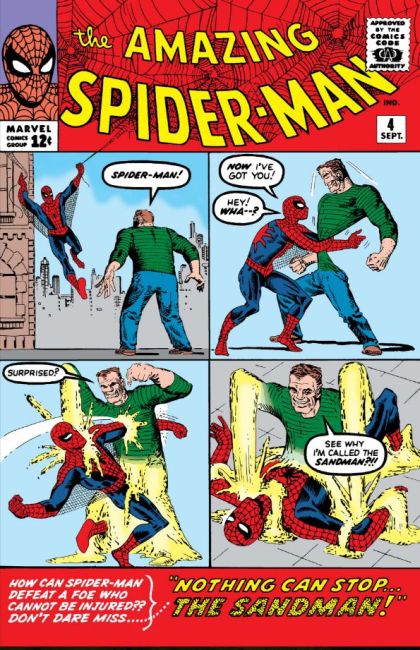 the AMAZING
SPIDER-MAN
IND.
APPROVED
BY THE
COMICS
CODE
CA
AUTHORITY
MARVEL
COMICS
GROUP
12¢
4
SEPT.
SPIDER-MAN!
NOW I'VE
GOT YOU!
HEY!
WHA--?
SURPRISED?
SEE WHY
I'M CALLED THE
SANDMAN?!!
HOW CAN SPIDER-MAN
DEFEAT A FOE WHO
CANNOT BE INJURED??
DON'T DARE MISS.....
"NOTHING CAN STOP...
THE SANDMAN!"